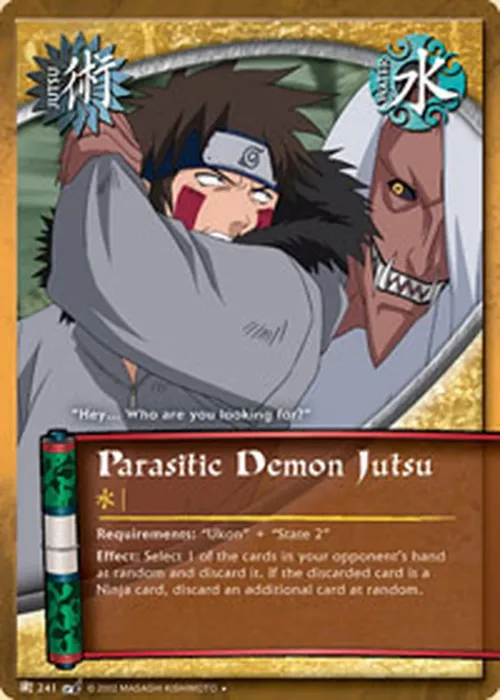 JUTSU 術
WATER 水
"Hey... Who are you looking for?"
Parasitic Demon Jutsu
水
Requirements: "Ukon" + "State 2"
Effect: Select 1 of the cards in your opponent's hand
at random and discard it. If the discarded card is a
Ninja card, discard an additional card at random.
術 241 © 2002 MASASHI KISHIMOTO